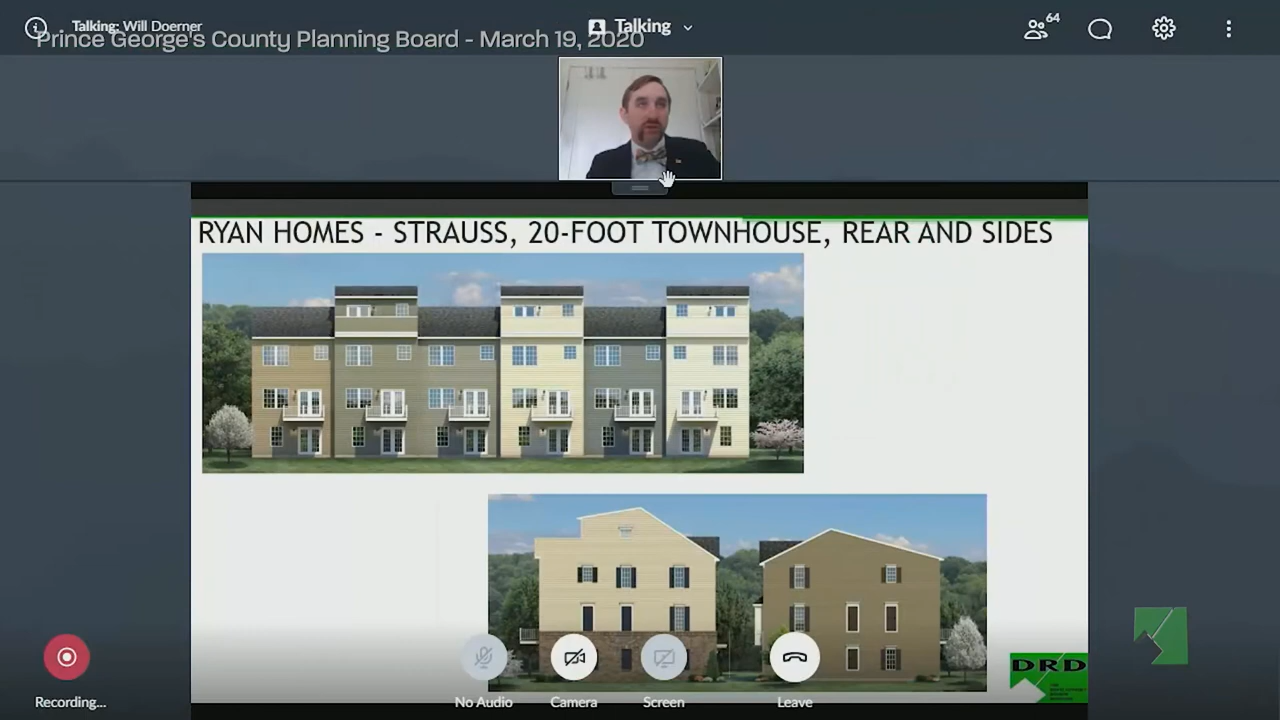 Talking: Will Doerner
Talking
64
Prince George's County Planning Board - March 19, 2020
RYAN HOMES - STRAUSS, 20-FOOT TOWNHOUSE, REAR AND SIDES
DRD
Recording...
No Audio
Camera
Screen
Leave